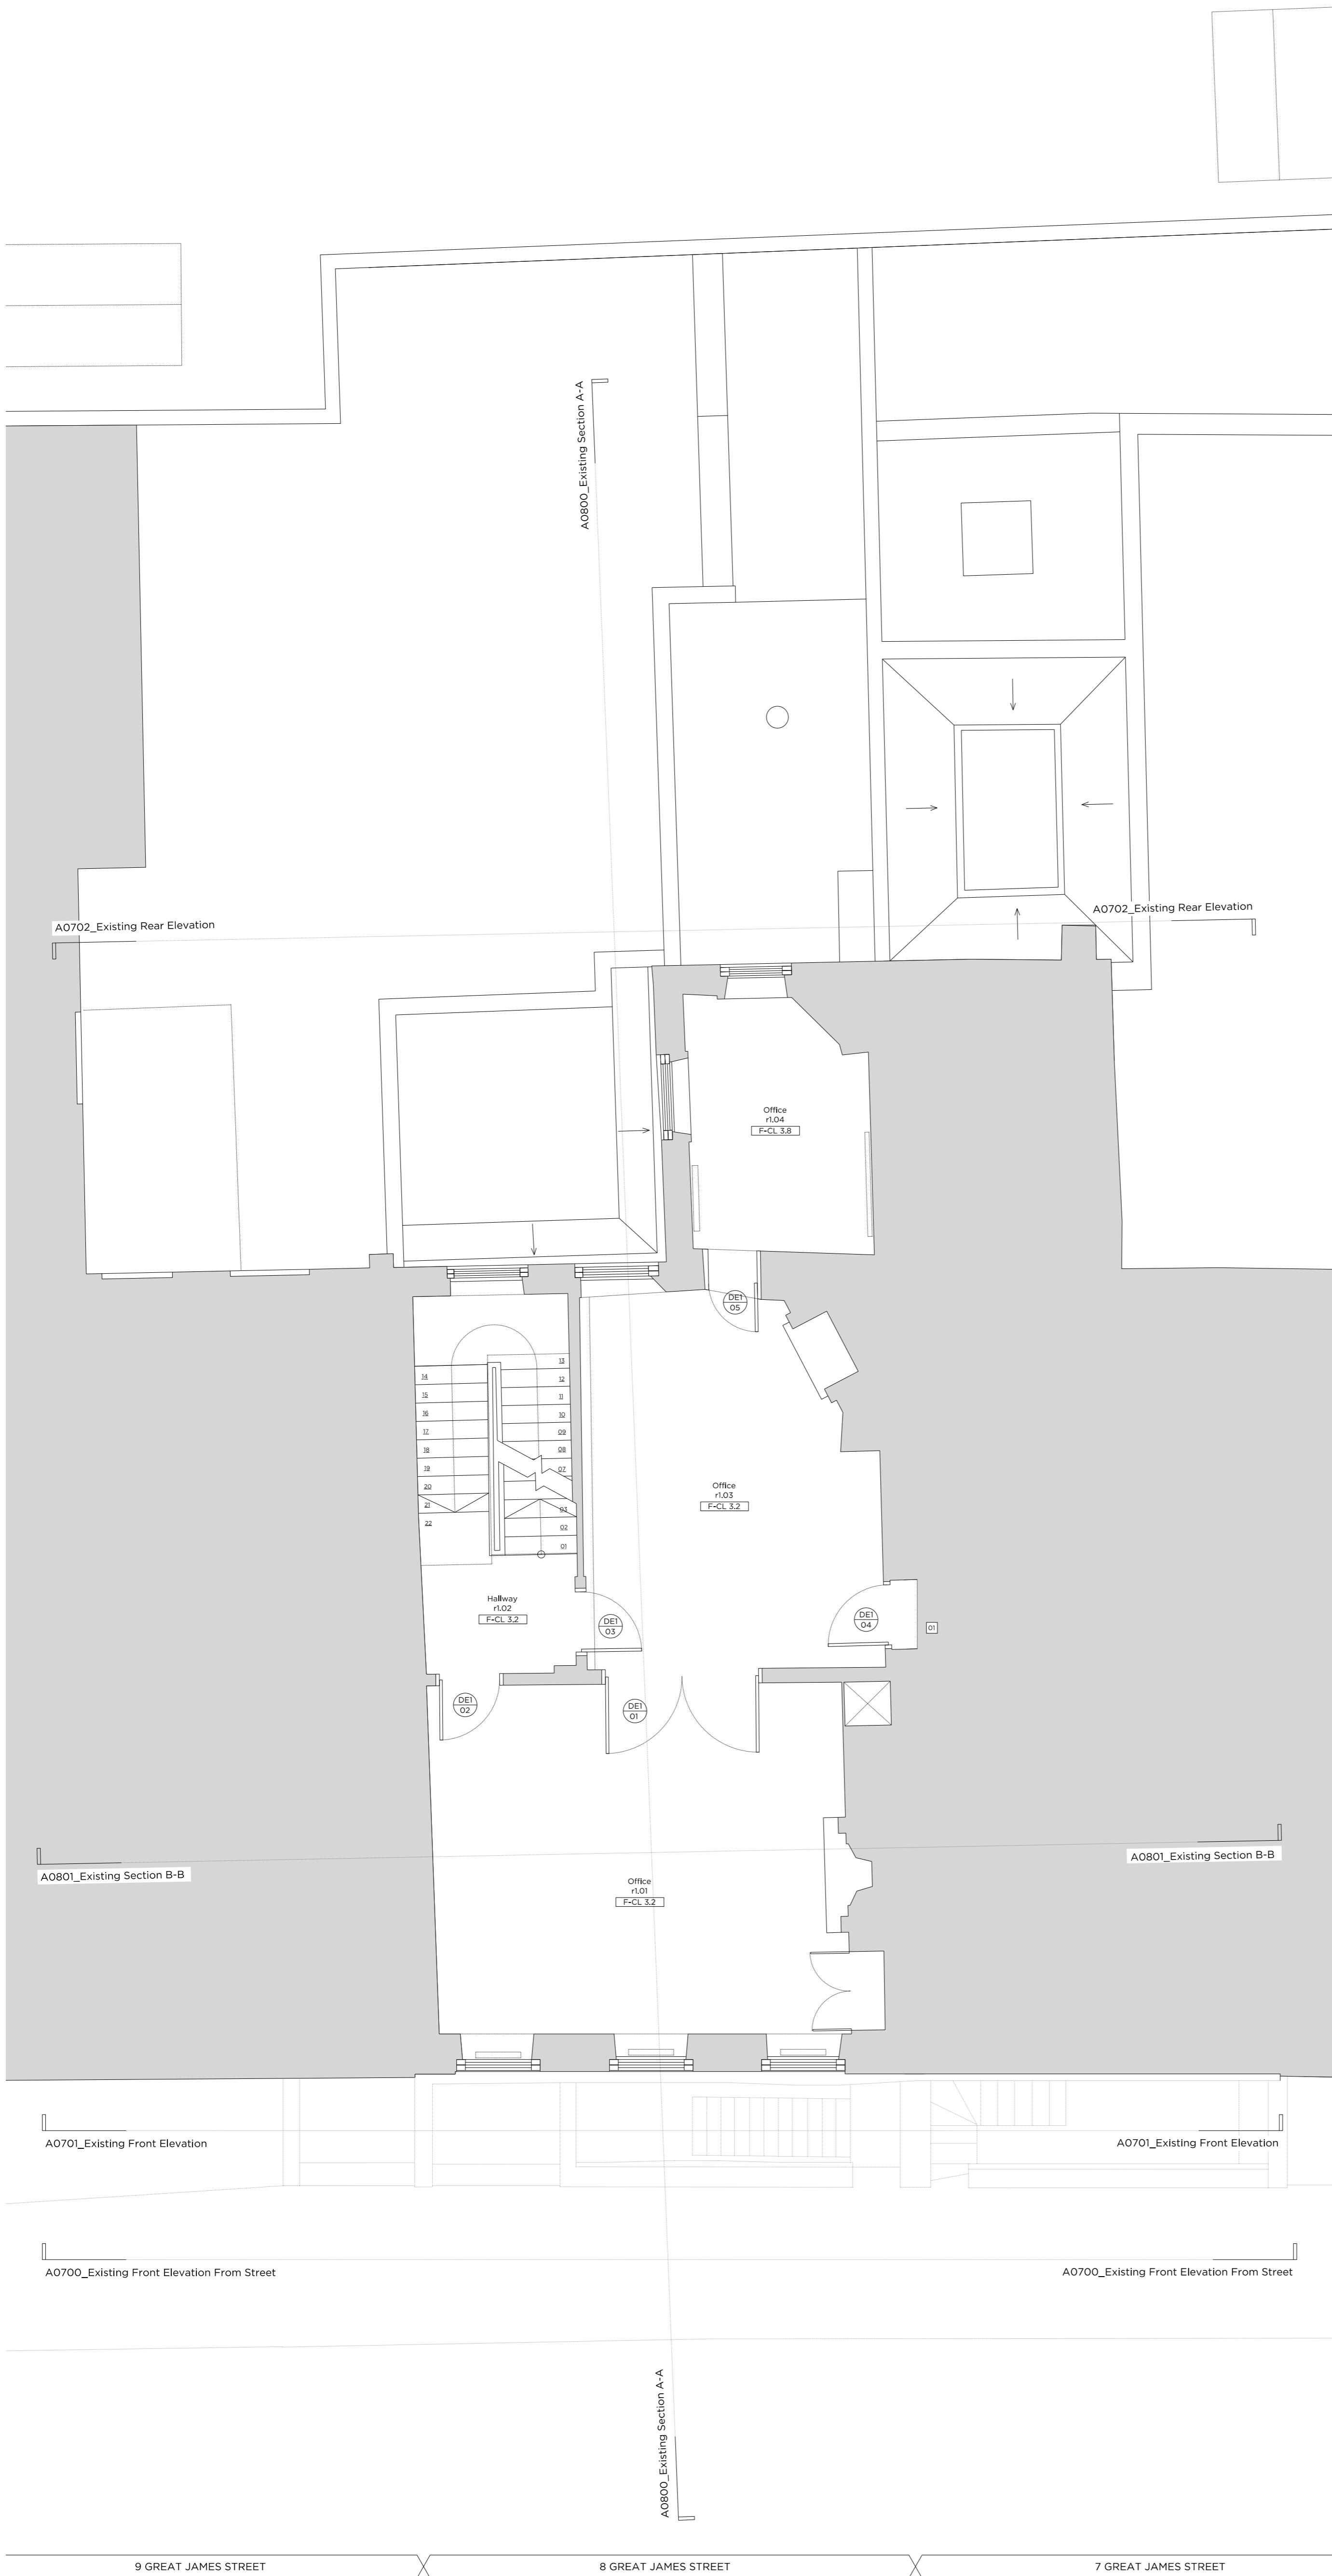 A0800_Existing Section A-A
A0702_Existing Rear Elevation
A0702_Existing Rear Elevation
Office
r1.04
F-CL 3.8
DE1
05
13
14
12
15
11
16
10
17
09
18
08
19
07
20
21
03
22
02
01
Office
r1.03
F-CL 3.2
Hallway
r1.02
F-CL 3.2
DE1
03
DE1
04
01
DE1
02
DE1
01
A0801_Existing Section B-B
A0801_Existing Section B-B
Office
r1.01
F-CL 3.2
A0701_Existing Front Elevation
A0701_Existing Front Elevation
A0700_Existing Front Elevation From Street
A0700_Existing Front Elevation From Street
A0800_Existing Section A-A
9 GREAT JAMES STREET
8 GREAT JAMES STREET
7 GREAT JAMES STREET